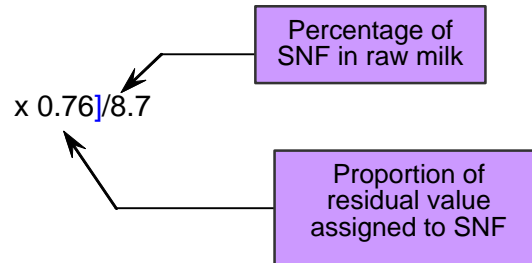 Percentage of
SNF in raw milk
x 0.76]/8.7
Proportion of
residual value
assigned to SNF